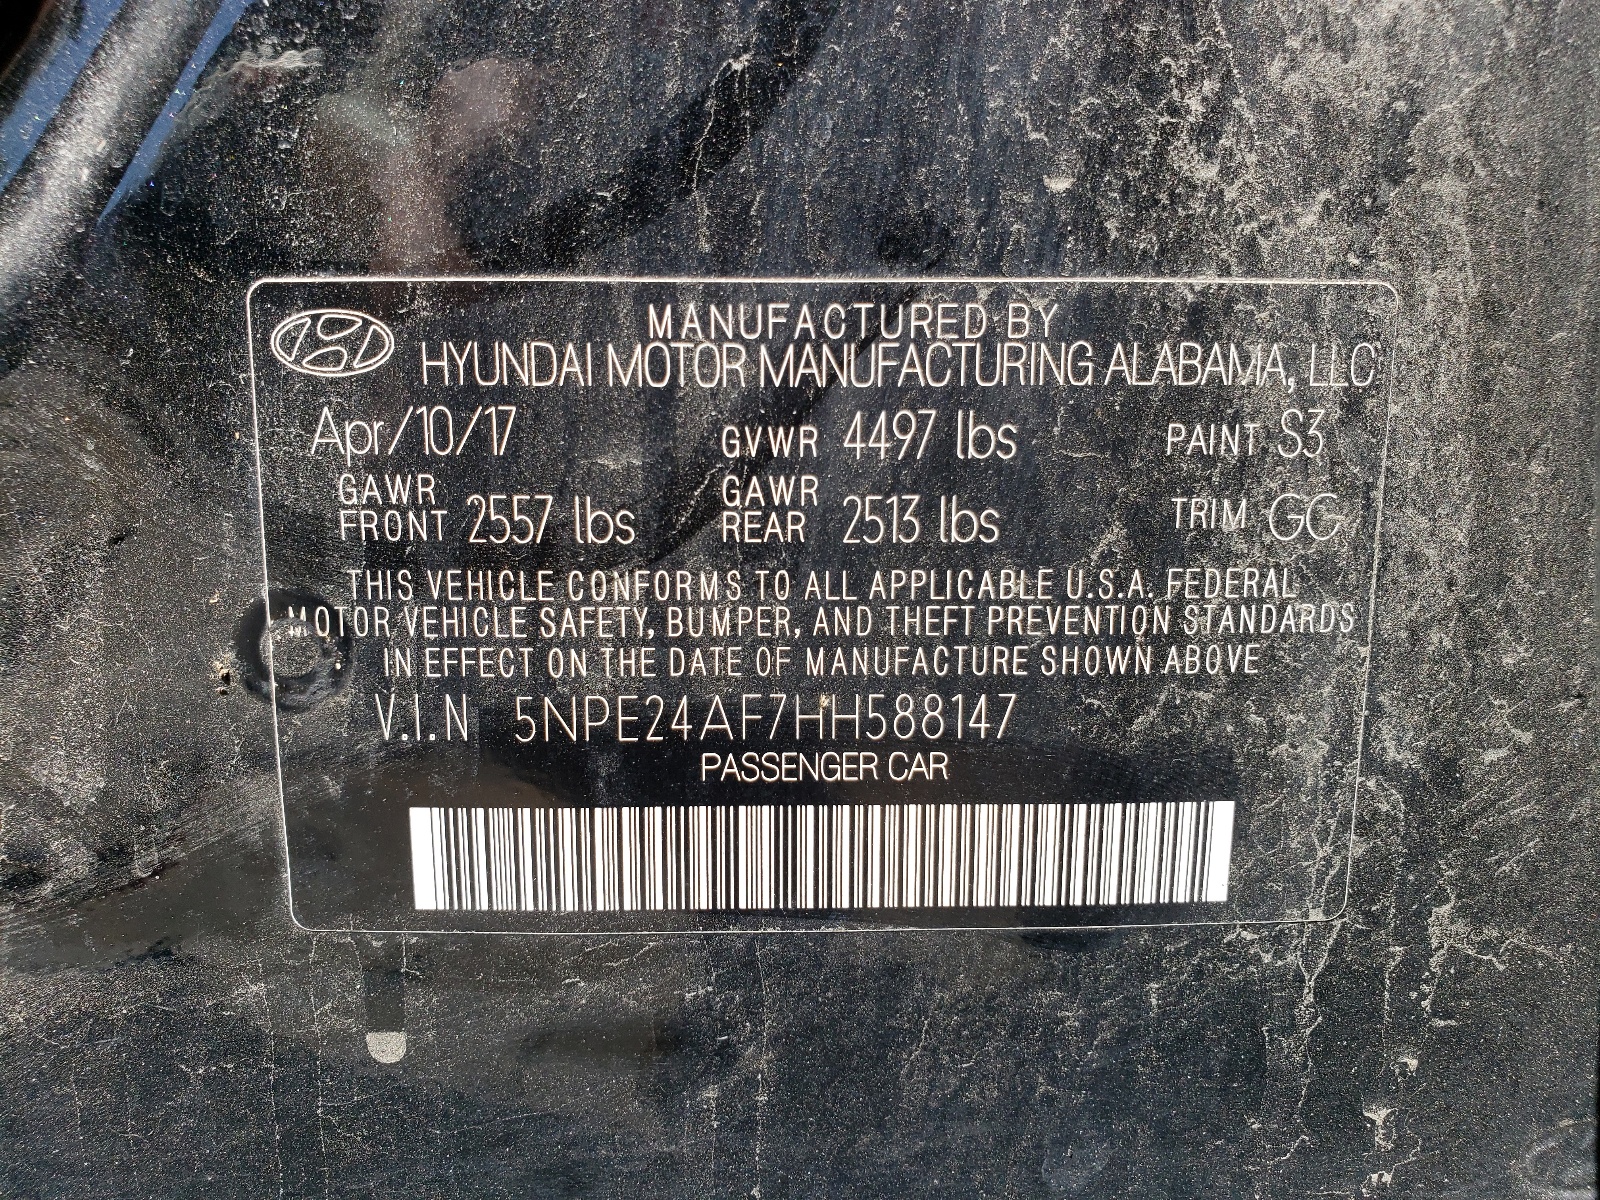 MANUFACTURED BY
HYUNDAI MOTOR MANUFACTURING ALABAMA, LLC
Apr/10/17 GVWR 4497 lbs PAINT S3
GAWR FRONT 2557 lbs GAWR REAR 2513 lbs TRIM GG
THIS VEHICLE CONFORMS TO ALL APPLICABLE U.S.A. FEDERAL
MOTOR VEHICLE SAFETY, BUMPER, AND THEFT PREVENTION STANDARDS
IN EFFECT ON THE DATE OF MANUFACTURE SHOWN ABOVE
V.I.N 5NPE24AF7HH588147
PASSENGER CAR